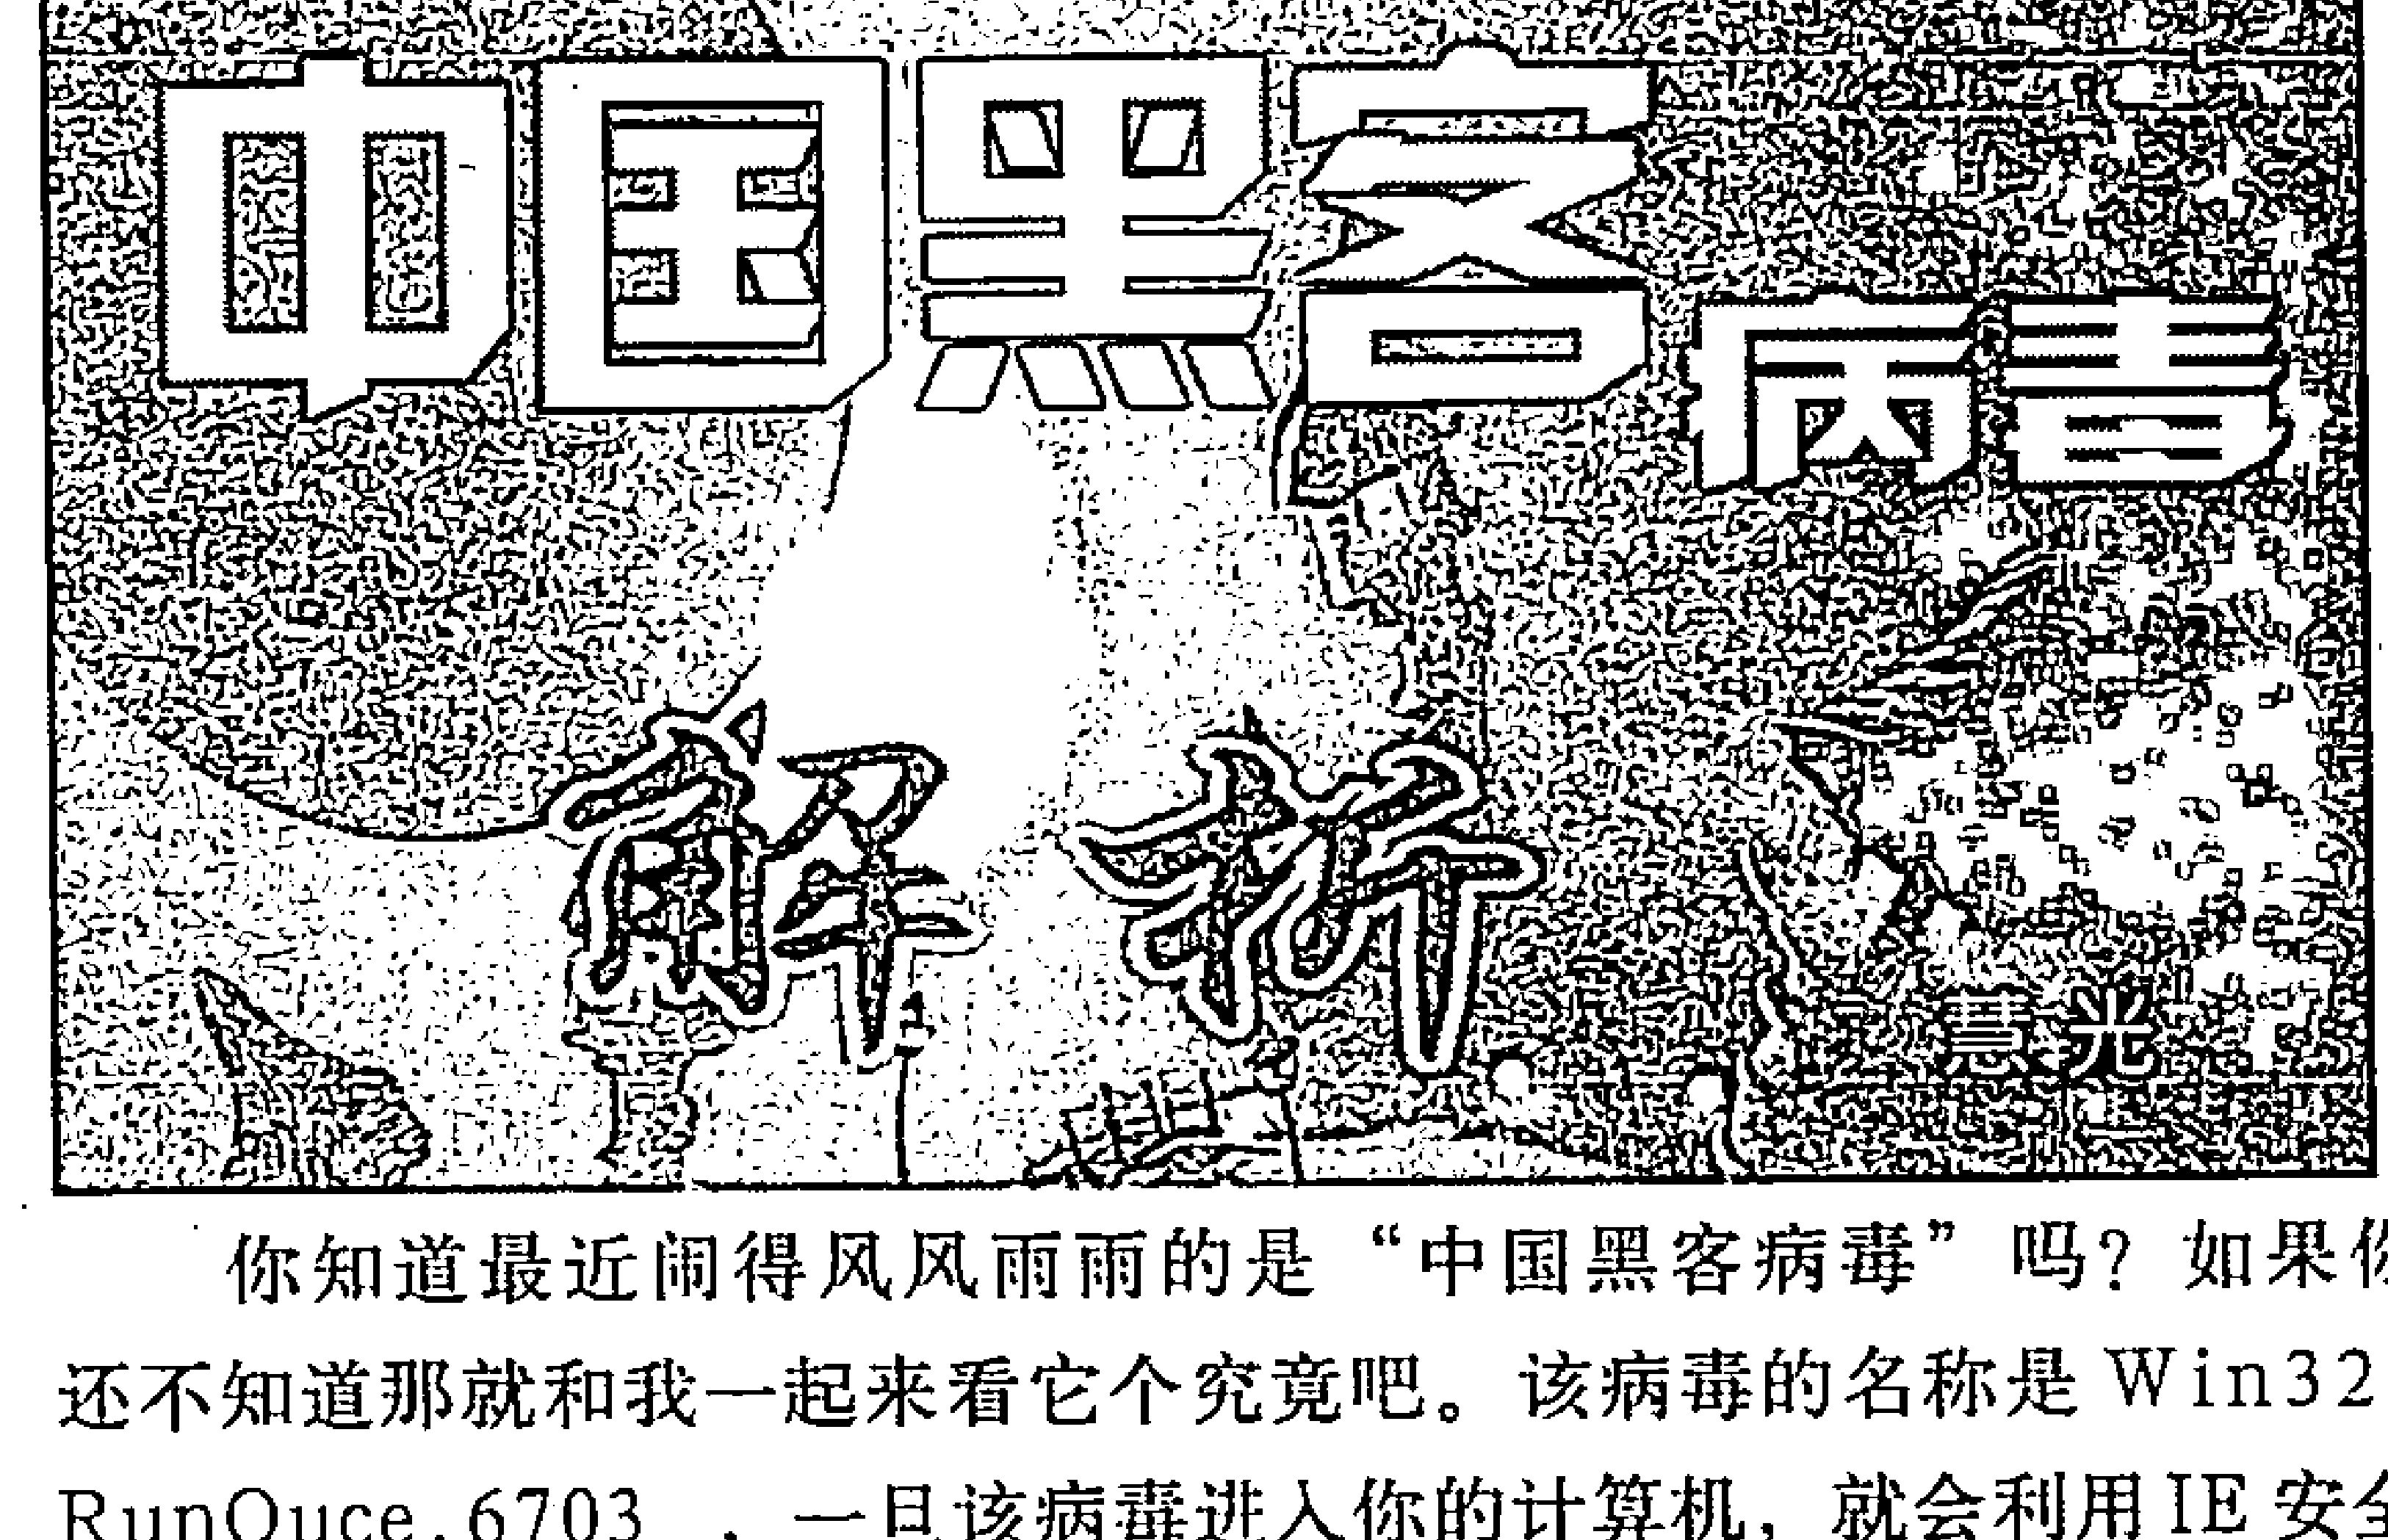 中国黑客
病毒
解析
慧光
你知道最近闹得风风雨雨的是“中国黑客病毒”吗？如果你
还不知道那就和我一起来看它个究竟吧。该病毒的名称是Win32
RunOuce.6703 ，一旦该病毒进入你的计算机，就会利用IE安全